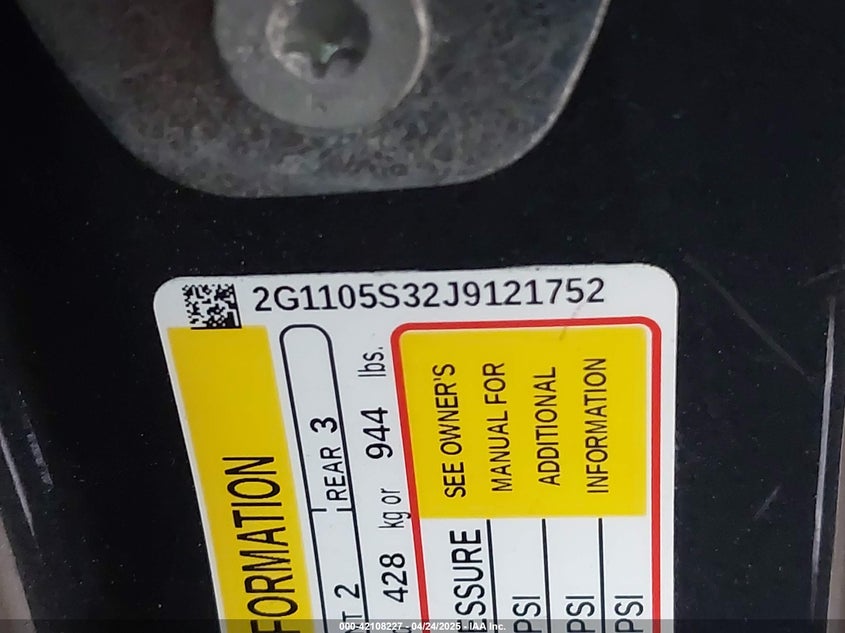 2G1105S32J9121752
FORMATION
T 2 REAR 3
428 kg or 944 lbs.
SEE OWNER'S
MANUAL FOR
ADDITIONAL
INFORMATION
SSURE
PSI
PSI
PSI
000-42108227 - 04/24/2025 - IAA Inc.